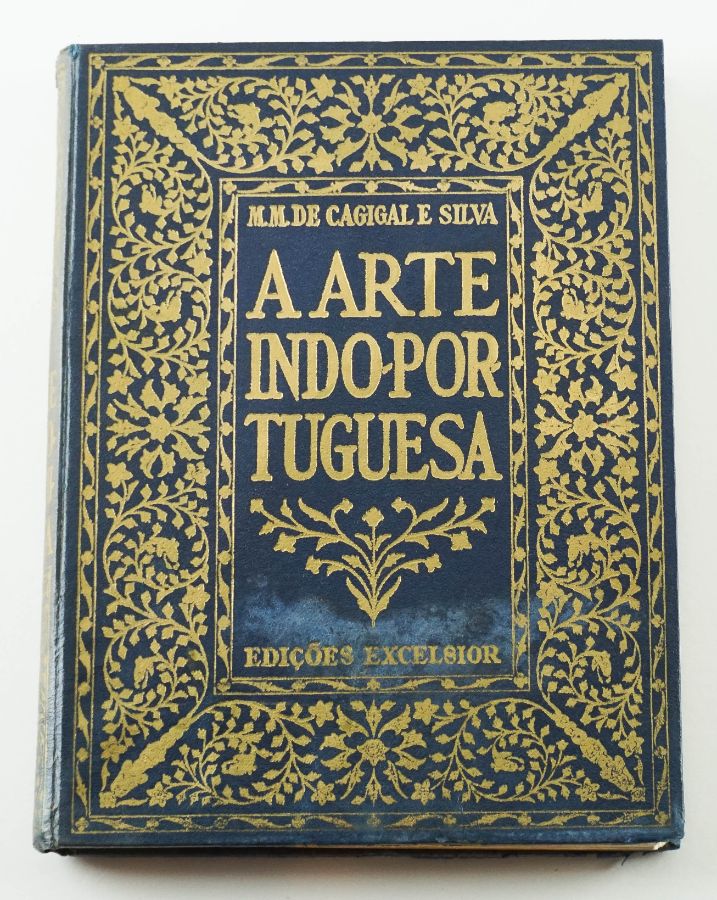 M.M.DE CAGIGAL E SILVA
A ARTE
INDO-POR
TUGUESA
EDIÇÕES EXCELSIOR